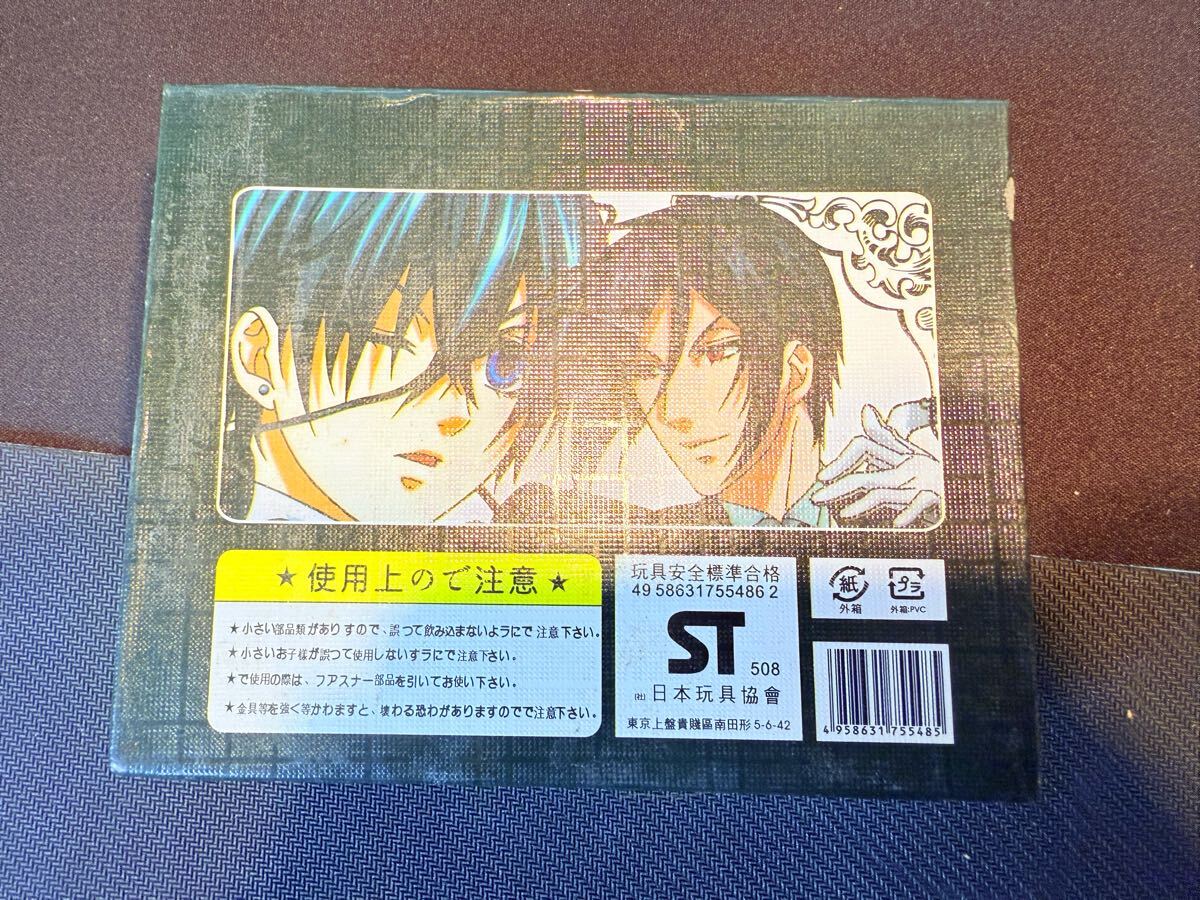 ★使用上ので注意★
★小さい部品類がありすので、誤つて飲み込まないようにで注意下さい。
★小さいお子様が誤つて使用しないすラにで注意下さい。
★で使用の際は、フアスナー部品を引いてお使い下さい。
★金具等を強く等かわますと、壊わる恐わがありますのでで注意下さい。
玩具安全標準合格
49 58631755486 2
ST 508
(社)日本玩具協會
東京上盤貴賤區南田形5-6-42
紙
外箱
プラ
外箱:PVC
4 958631 755485